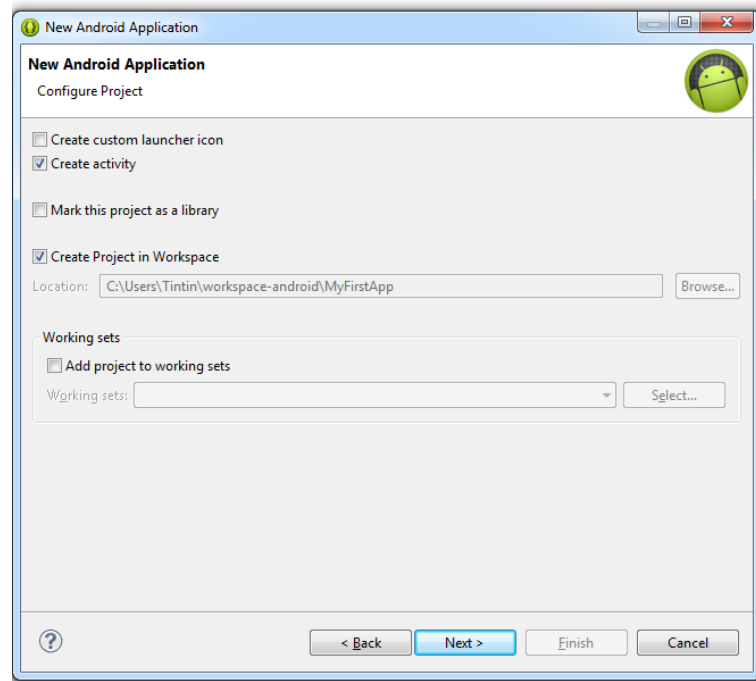 New Android Application
New Android Application
Configure Project
Create custom launcher icon
Create activity
Mark this project as a library
Create Project in Workspace
Location: C:\Users\Tintin\workspace-android\MyFirstApp Browse...
Working sets
Add project to working sets
Working sets: Select...
? < Back Next > Finish Cancel